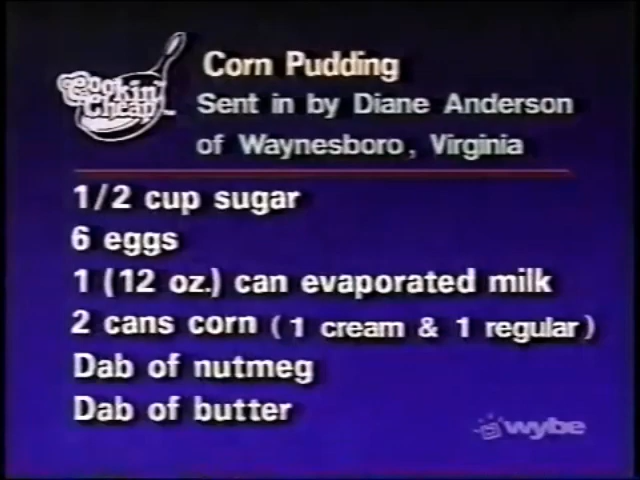 Cookin'
Cheap
Corn Pudding
Sent in by Diane Anderson
of Waynesboro, Virginia
1/2 cup sugar
6 eggs
1 (12 oz.) can evaporated milk
2 cans corn (1 cream & 1 regular)
Dab of nutmeg
Dab of butter
wybe